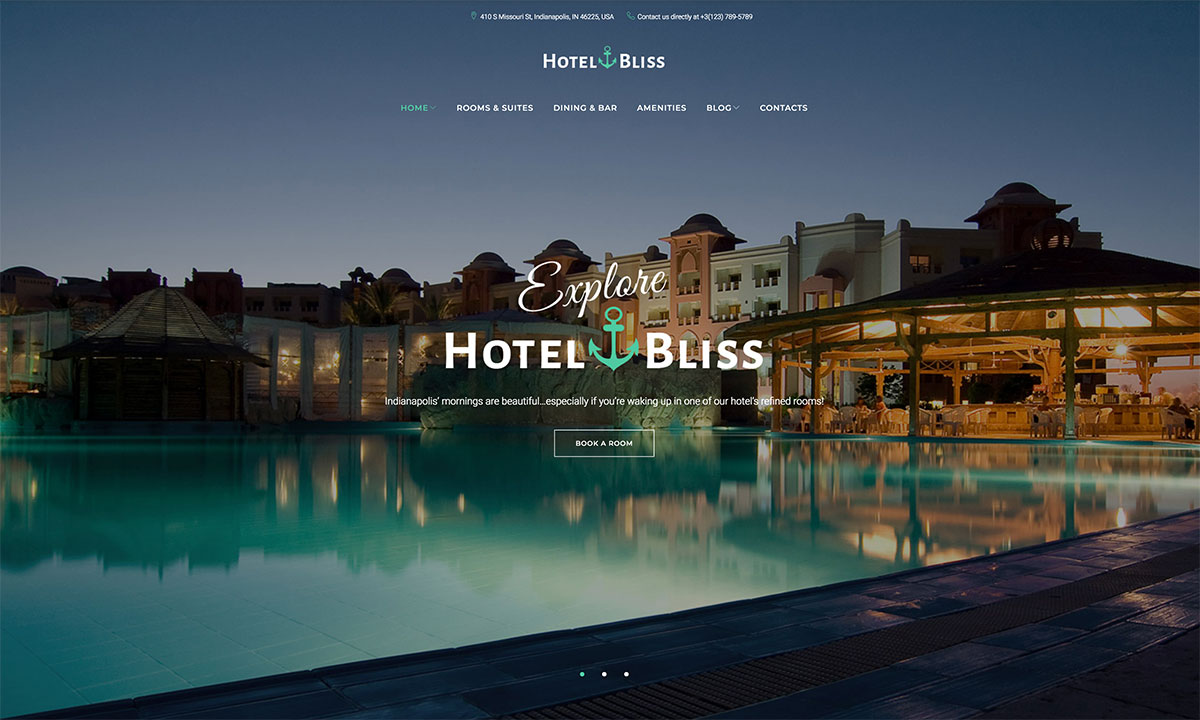 410 S Missouri St, Indianapolis, IN 46225, USA Contact us directly at +3(123) 789-5789
HOTEL BLISS
HOME ROOMS & SUITES DINING & BAR AMENITIES BLOG CONTACTS
Explore
HOTEL BLISS
Indianapolis' mornings are beautiful...especially if you're waking up in one of our hotel's refined rooms!
BOOK A ROOM